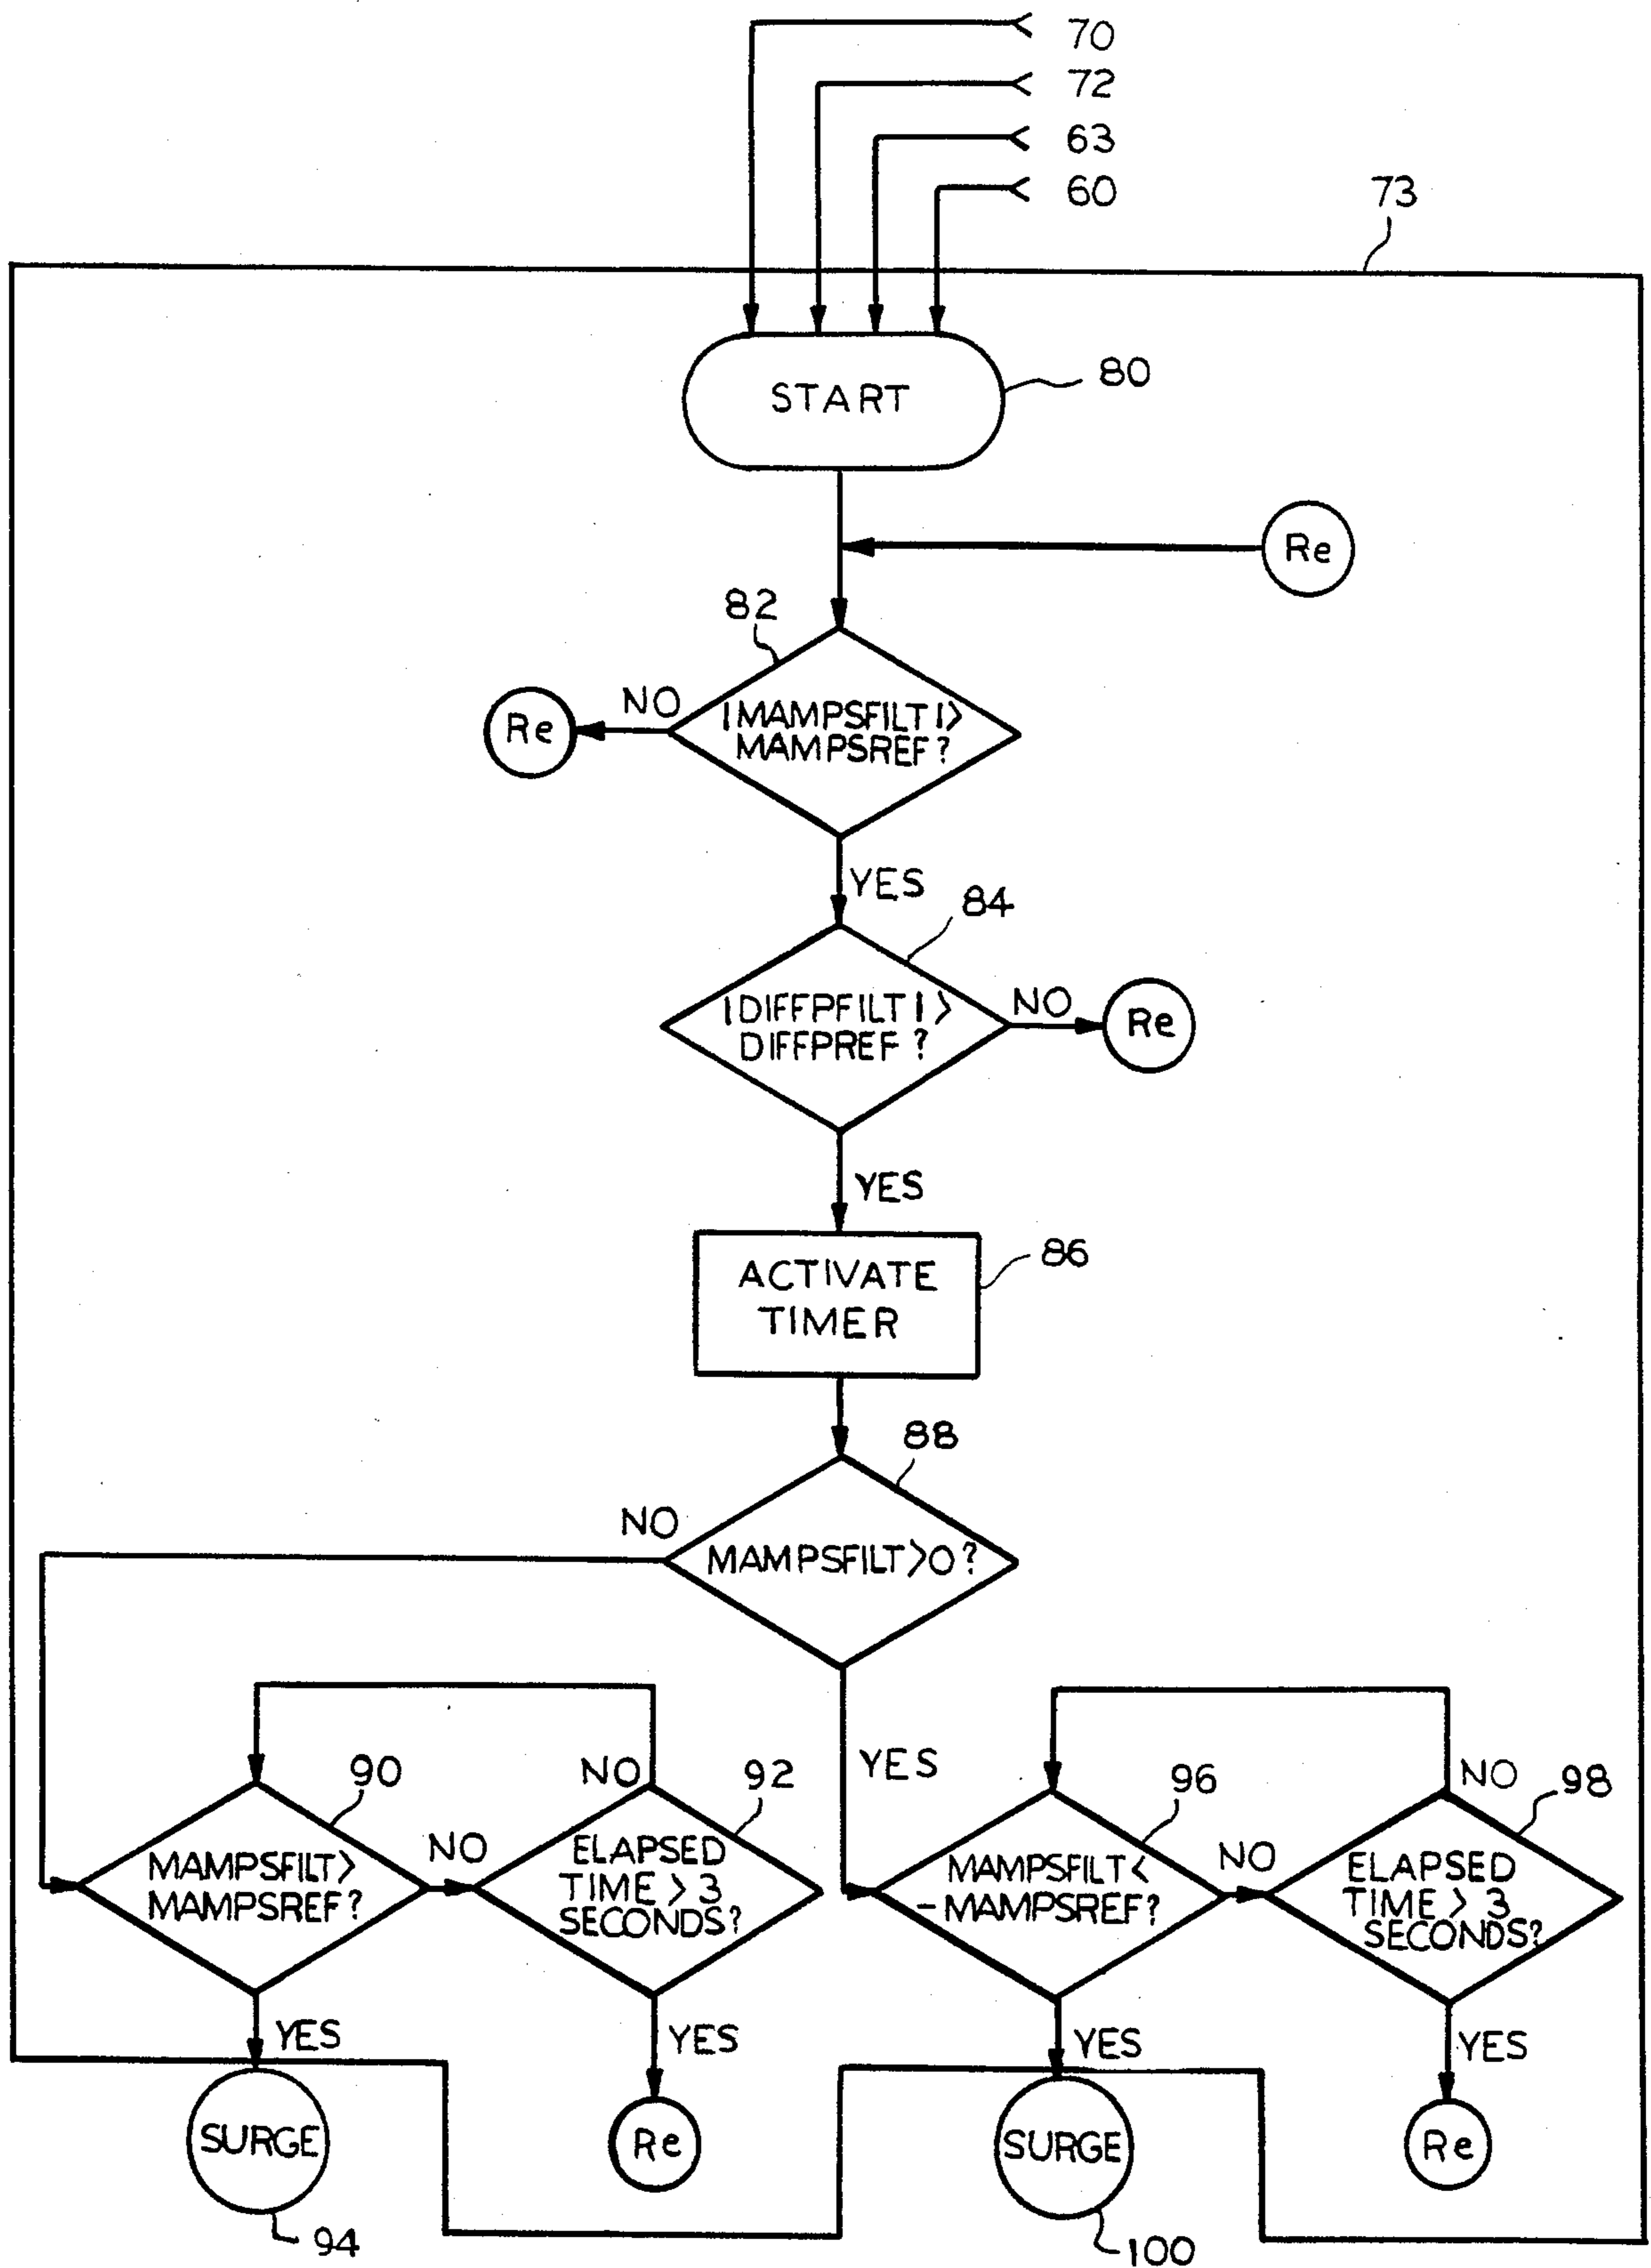 70
72
63
60
73
START
80
Re
82
NO
Re
|MAMPSFILT|>
MAMPSREF?
YES
84
|DIFFPFILT|>
DIFFPREF?
NO
Re
YES
ACTIVATE
TIMER
86
88
NO
MAMPSFILT>0?
YES
90
MAMPSFILT>
MAMPSREF?
NO
NO
92
ELAPSED
TIME > 3
SECONDS?
96
MAMPSFILT<
-MAMPSREF?
NO
NO
98
ELAPSED
TIME > 3
SECONDS?
YES
YES
YES
YES
SURGE
Re
SURGE
Re
94
100